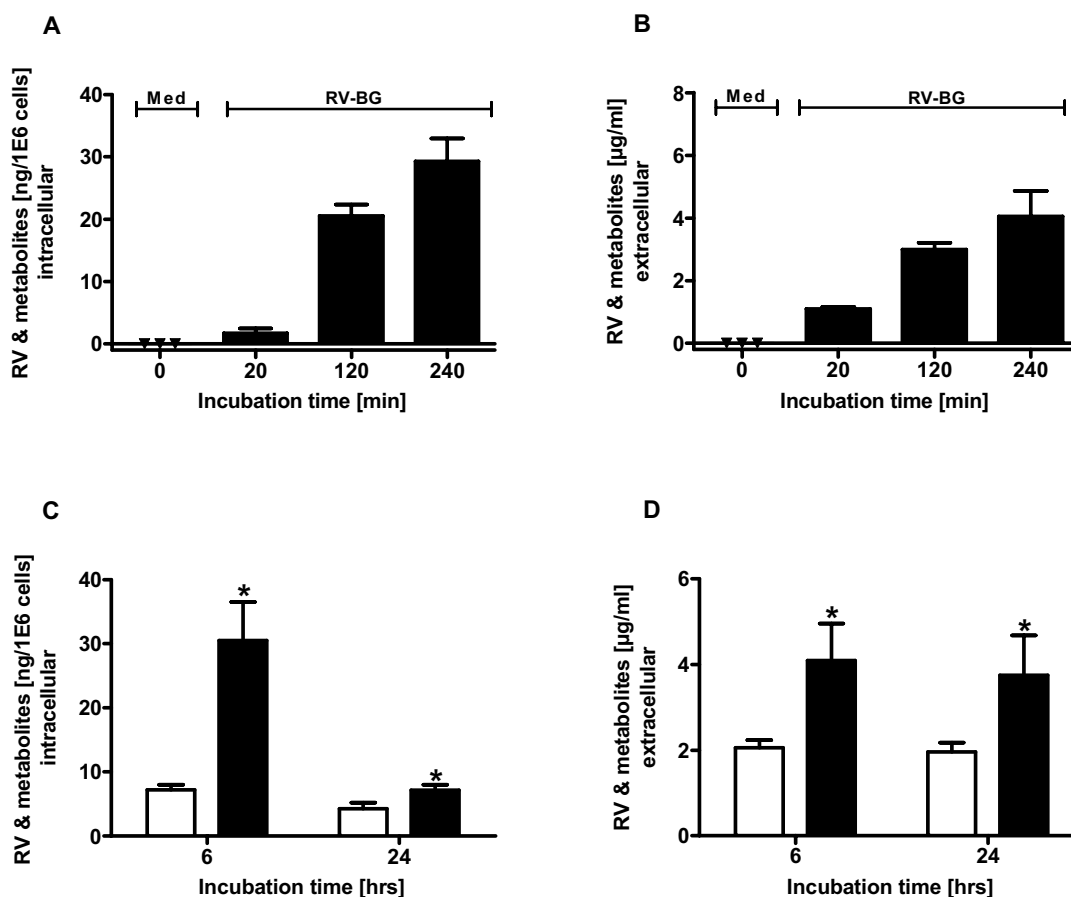 A
RV & metabolites [ng/1E6 cells]
intracellular
40
30
20
10
0
Med
RV-BG
0 20 120 240
Incubation time [min]
B
RV & metabolites [µg/ml]
extracellular
8
6
4
2
0
Med
RV-BG
0 20 120 240
Incubation time [min]
C
RV & metabolites [ng/1E6 cells]
intracellular
40
30
20
10
0
*
*
6 24
Incubation time [hrs]
D
RV & metabolites [µg/ml]
extracellular
6
4
2
0
*
*
6 24
Incubation time [hrs]